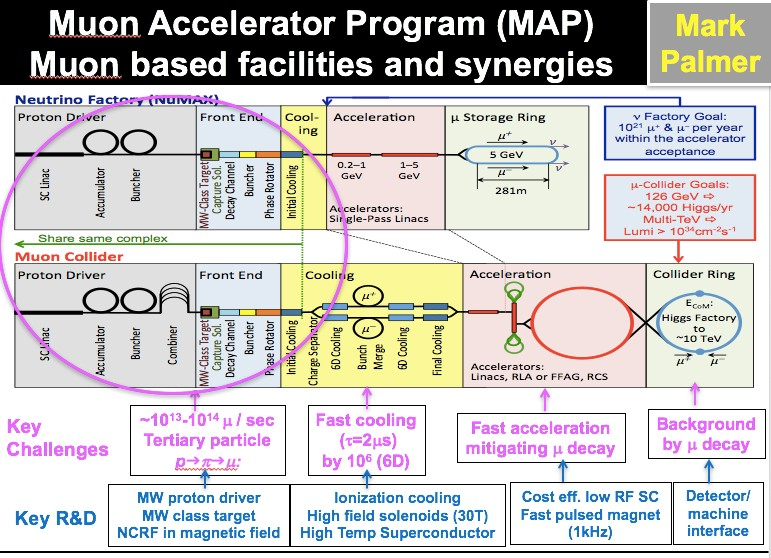 Muon Accelerator Program (MAP)
Muon based facilities and synergies
Mark
Palmer
Neutrino Factory (NuMAX)
Proton Driver
SC Linac
Accumulator
Buncher
Front End
MW-Class Target
Capture Sol.
Decay Channel
Buncher
Phase Rotator
Cool-
ing
Initial Cooling
Acceleration
0.2–1
GeV
1–5
GeV
Accelerators:
Single-Pass Linacs
μ Storage Ring
μ+
5 GeV
μ−
ν
ν
281m
ν Factory Goal:
10²¹ μ⁺ & μ⁻ per year
within the accelerator
acceptance
μ-Collider Goals:
126 GeV ⇨
~14,000 Higgs/yr
Multi-TeV ⇨
Lumi > 10³⁴cm⁻²s⁻¹
Share same complex
Muon Collider
Proton Driver
SC Linac
Accumulator
Buncher
Combiner
Front End
MW-Class Target
Capture Sol.
Decay Channel
Buncher
Phase Rotator
Cooling
Initial Cooling
Charge Separator
6D Cooling
μ+
μ−
Bunch
Merge
6D Cooling
Final Cooling
Acceleration
Accelerators:
Linacs, RLA or FFAG, RCS
Collider Ring
E_CoM:
Higgs Factory
to
~10 TeV
μ+ μ−
Key
Challenges
~10¹³-10¹⁴ μ / sec
Tertiary particle
p→π→μ:
Fast cooling
(τ=2μs)
by 10⁶ (6D)
Fast acceleration
mitigating μ decay
Background
by μ decay
Key R&D
MW proton driver
MW class target
NCRF in magnetic field
Ionization cooling
High field solenoids (30T)
High Temp Superconductor
Cost eff. low RF SC
Fast pulsed magnet
(1kHz)
Detector/
machine
interface